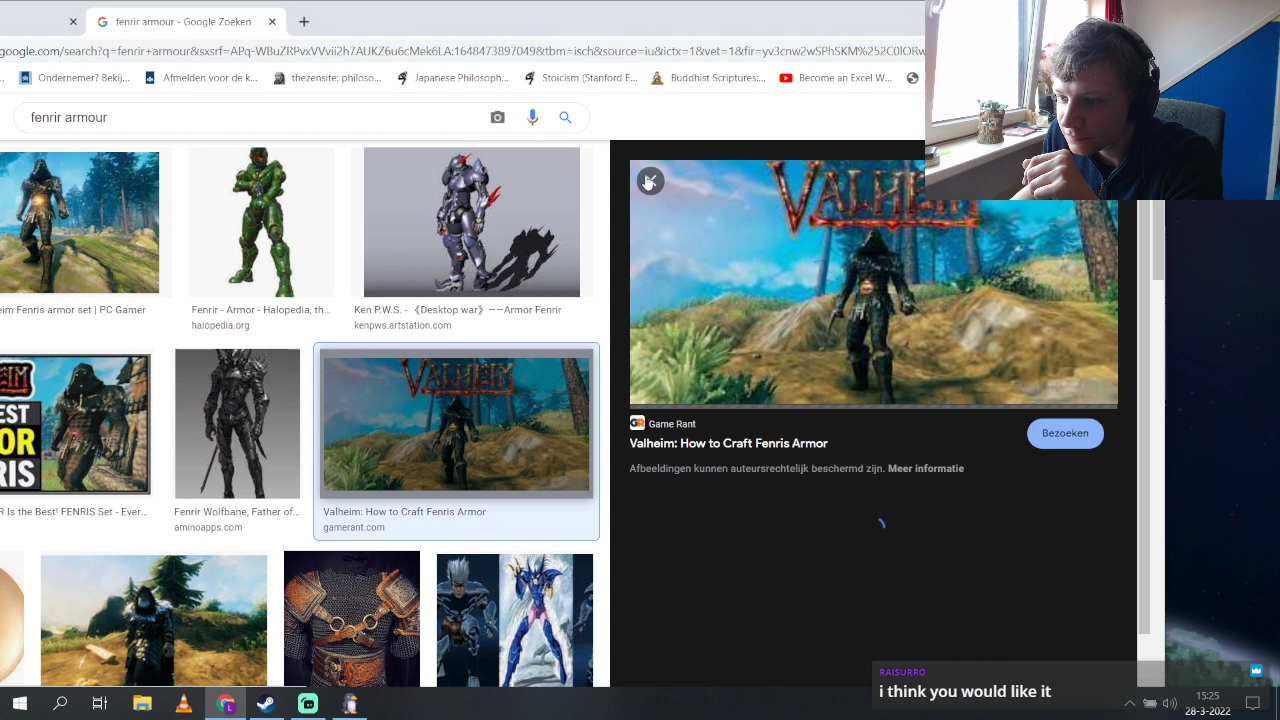 fenrir armour - Google Zoeken
google.com/search?q=fenrir+armour&sxsrf=APq-WBuZRPvxVVvii2h7AUKZ6u6cMek6LA:1648473897049&tbm=isch&source=iu&ictx=1&vet=1&fir=yv3cnw2wSPhSKM%252C0lORw
Ondernemer? Bekij... Afmelden voor de k... thezensite: philoso... Japanese Philosoph... Stoicism (Stanford E... Buddhist Scriptures:... Become an Excel W...
fenrir armour
VALHEIM
eim Fenris armor set | PC Gamer
Fenrir - Armor - Halopedia, th...
halopedia.org
Ken P.W.S. - 《Desktop war》——Armor Fenrir
kenpws.artstation.com
Game Rant
Valheim: How to Craft Fenris Armor
Bezoeken
Afbeeldingen kunnen auteursrechtelijk beschermd zijn. Meer informatie
VALHEIM
R Is the Best! FENRIS Set - Ever...
Fenrir Wolfbane, Father of...
aminoapps.com
Valheim: How to Craft Fenris Armor
gamerant.com
RAISURRO
i think you would like it
15:25
28-3-2022